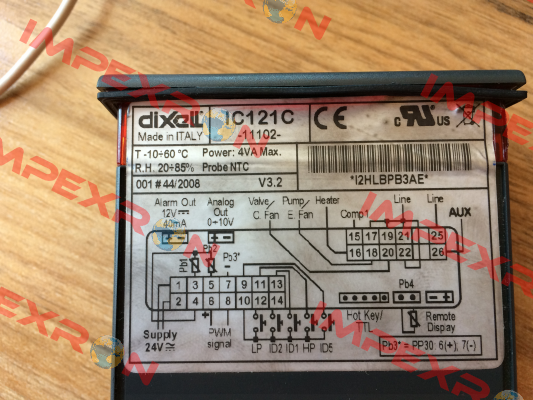 dixell IC121C
-11102-
Made in ITALY
CE c RU us
T -10÷60 °C Power: 4VA Max.
R.H. 20÷85% Probe NTC
001 # 44/2008 V3.2
*I2HLBPB3AE*
Alarm Out
12V⎓
40mA
Analog
Out
0÷10V
Valve/
C. Fan
Pump/
E. Fan
Heater
Comp1
Line
Line
AUX
15 17 19 21 25
16 18 20 22 26
Pb1
Pb2
Pb3*
1 3 5 7 9 11 13
2 4 6 8 10 12 14
Pb4
Supply
24V
PWM
signal
LP ID2 ID1 HP ID5
Hot Key/
TTL
Remote
Display
Pb3* = PP30: 6(+); 7(-)
IMPEXRON